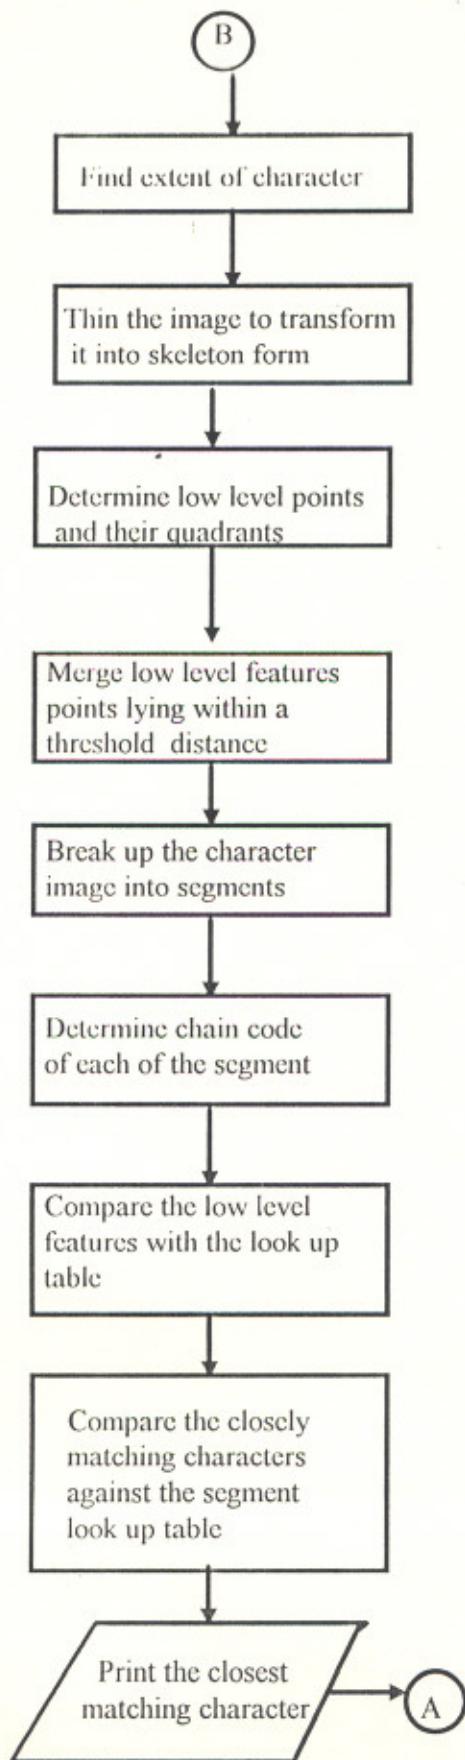 B
Find extent of character
Thin the image to transform
it into skeleton form
Determine low level points
and their quadrants
Merge low level features
points lying within a
threshold distance
Break up the character
image into segments
Determine chain code
of each of the segment
Compare the low level
features with the look up
table
Compare the closely
matching characters
against the segment
look up table
Print the closest
matching character
A